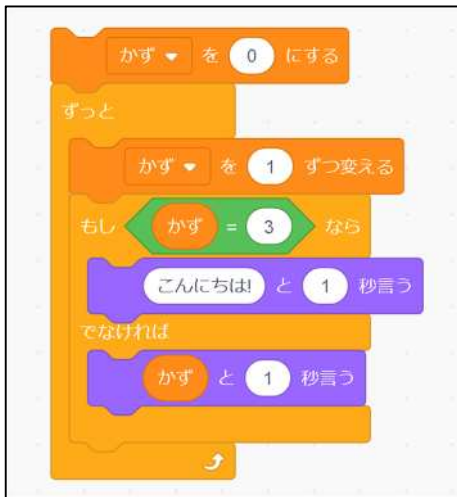 かず を 0 にする
ずっと
かず を 1 ずつ変える
もし かず = 3 なら
こんにちは! と 1 秒言う
でなければ
かず と 1 秒言う